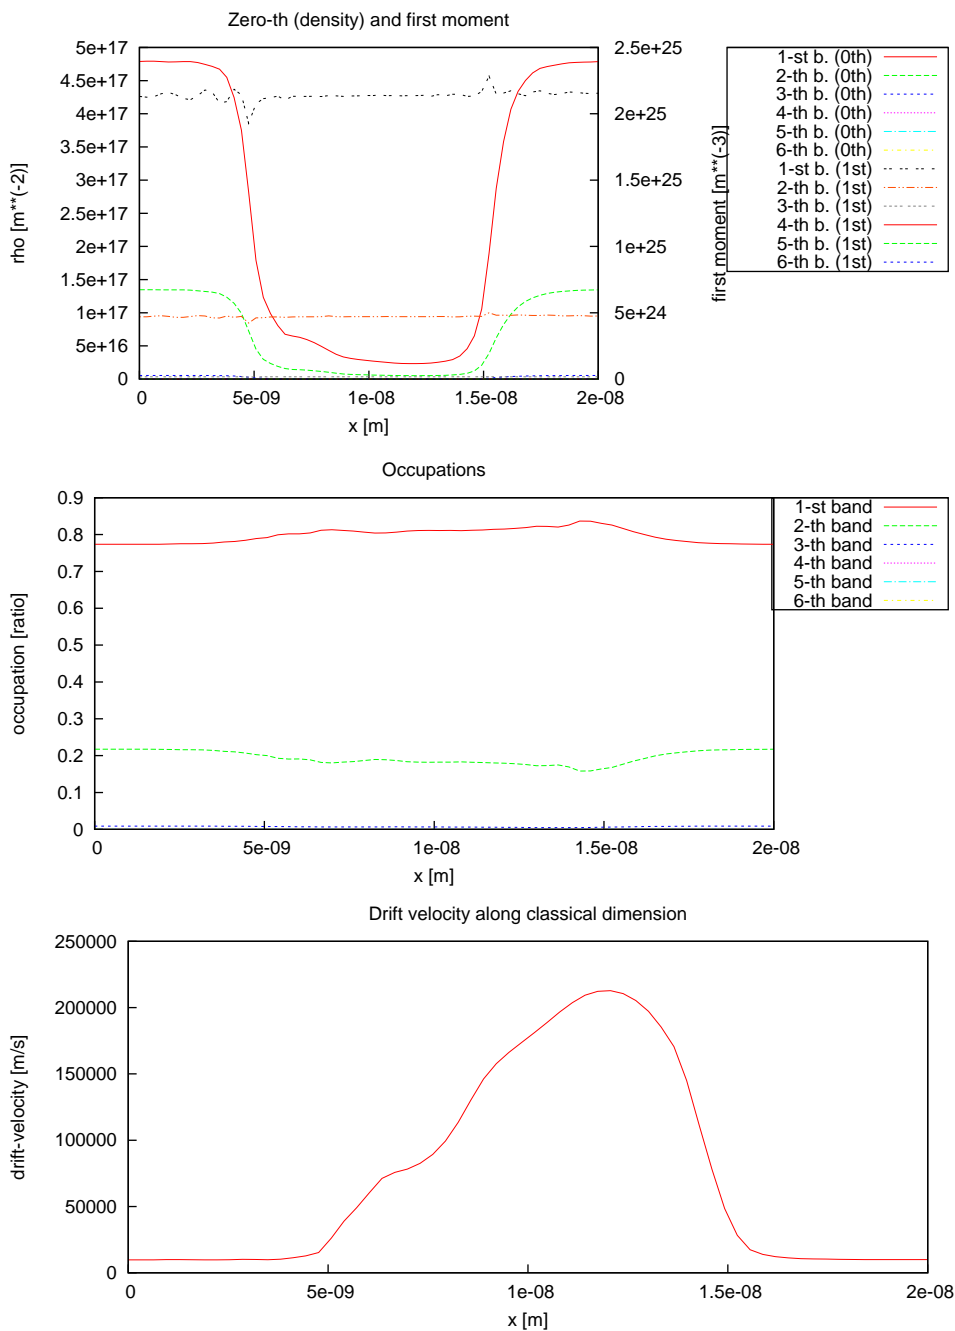 Zero-th (density) and first moment
5e+17
4.5e+17
4e+17
3.5e+17
3e+17
2.5e+17
2e+17
1.5e+17
1e+17
5e+16
0
rho [m**(-2)]
0
5e-09
1e-08
1.5e-08
2e-08
x [m]
2.5e+25
2e+25
1.5e+25
1e+25
5e+24
0
first moment [m**(-3)]
1-st b. (0th)
2-th b. (0th)
3-th b. (0th)
4-th b. (0th)
5-th b. (0th)
6-th b. (0th)
1-st b. (1st)
2-th b. (1st)
3-th b. (1st)
4-th b. (1st)
5-th b. (1st)
6-th b. (1st)
Occupations
0.9
0.8
0.7
0.6
0.5
0.4
0.3
0.2
0.1
0
occupation [ratio]
0
5e-09
1e-08
1.5e-08
2e-08
x [m]
1-st band
2-th band
3-th band
4-th band
5-th band
6-th band
Drift velocity along classical dimension
250000
200000
150000
100000
50000
0
drift-velocity [m/s]
0
5e-09
1e-08
1.5e-08
2e-08
x [m]